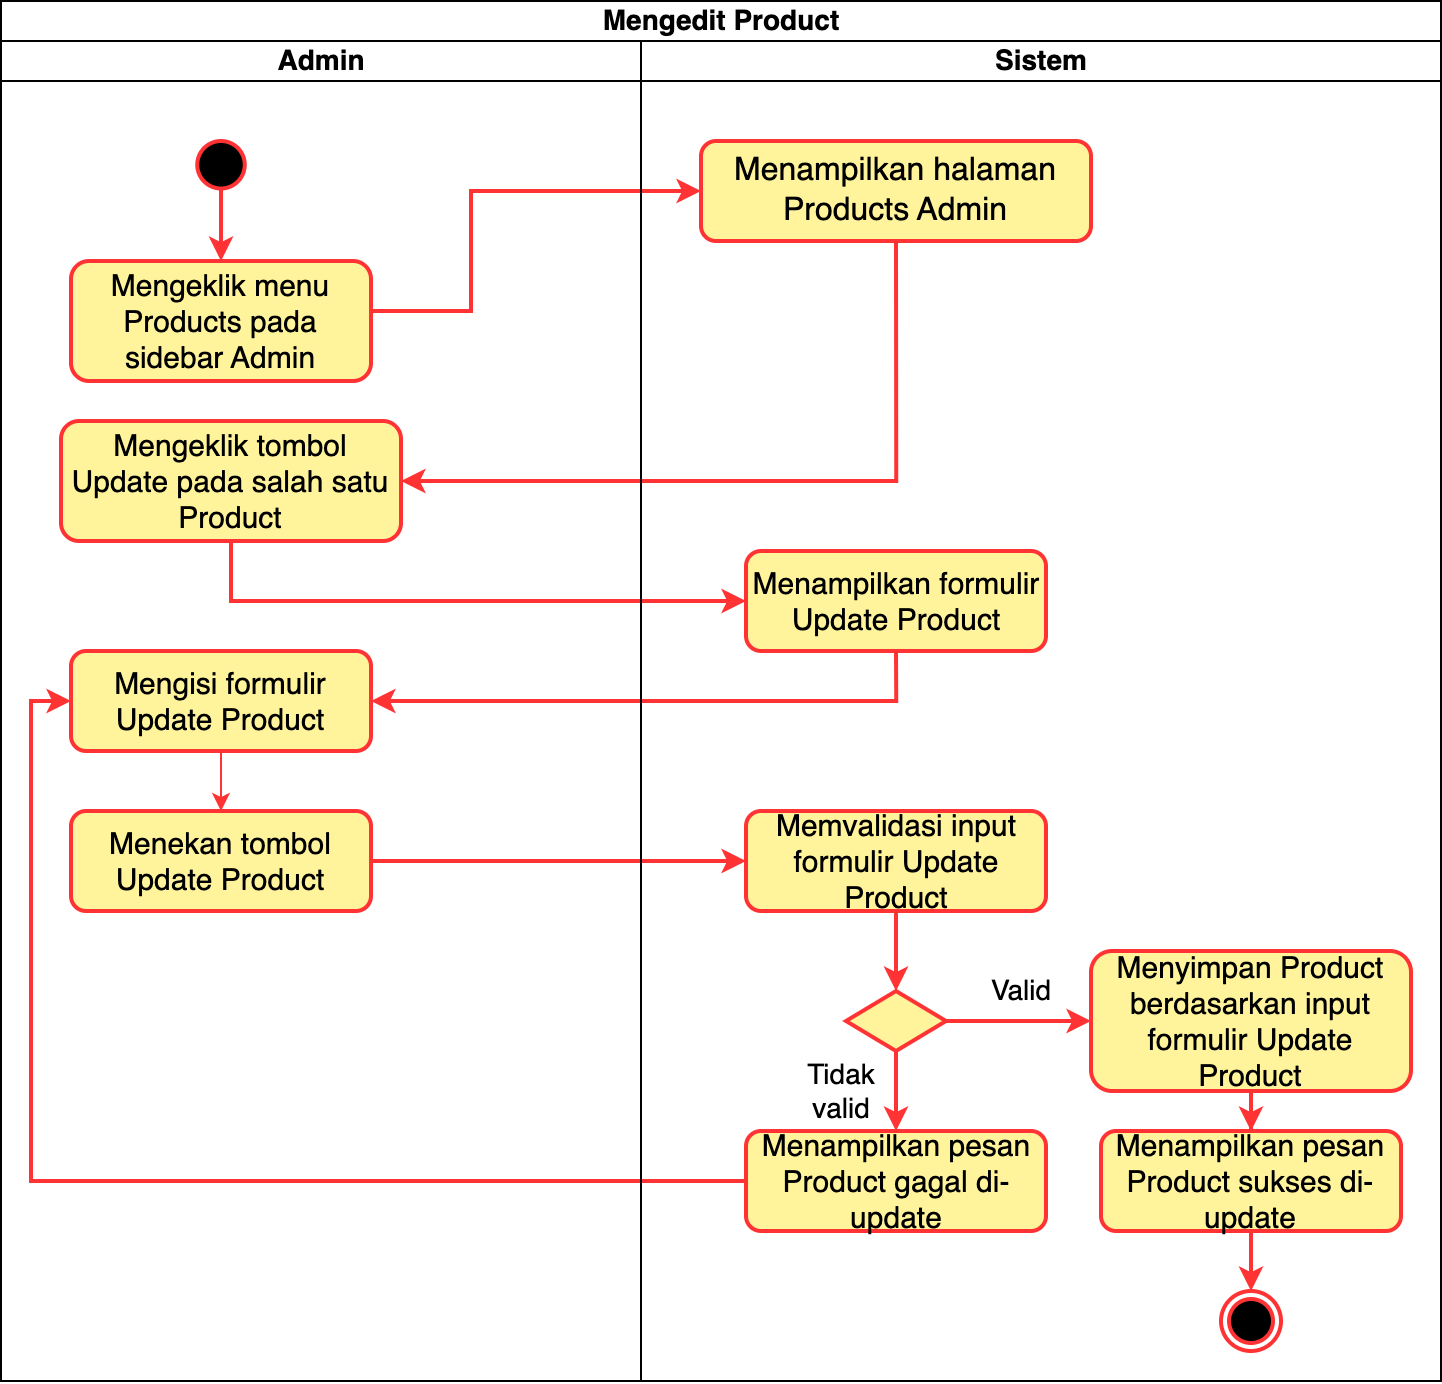 Mengedit Product
Admin
Sistem
Menampilkan halaman
Products Admin
Mengeklik menu
Products pada
sidebar Admin
Mengeklik tombol
Update pada salah satu
Product
Menampilkan formulir
Update Product
Mengisi formulir
Update Product
Menekan tombol
Update Product
Memvalidasi input
formulir Update
Product
Valid
Menyimpan Product
berdasarkan input
formulir Update
Product
Tidak
valid
Menampilkan pesan
Product gagal di-
update
Menampilkan pesan
Product sukses di-
update